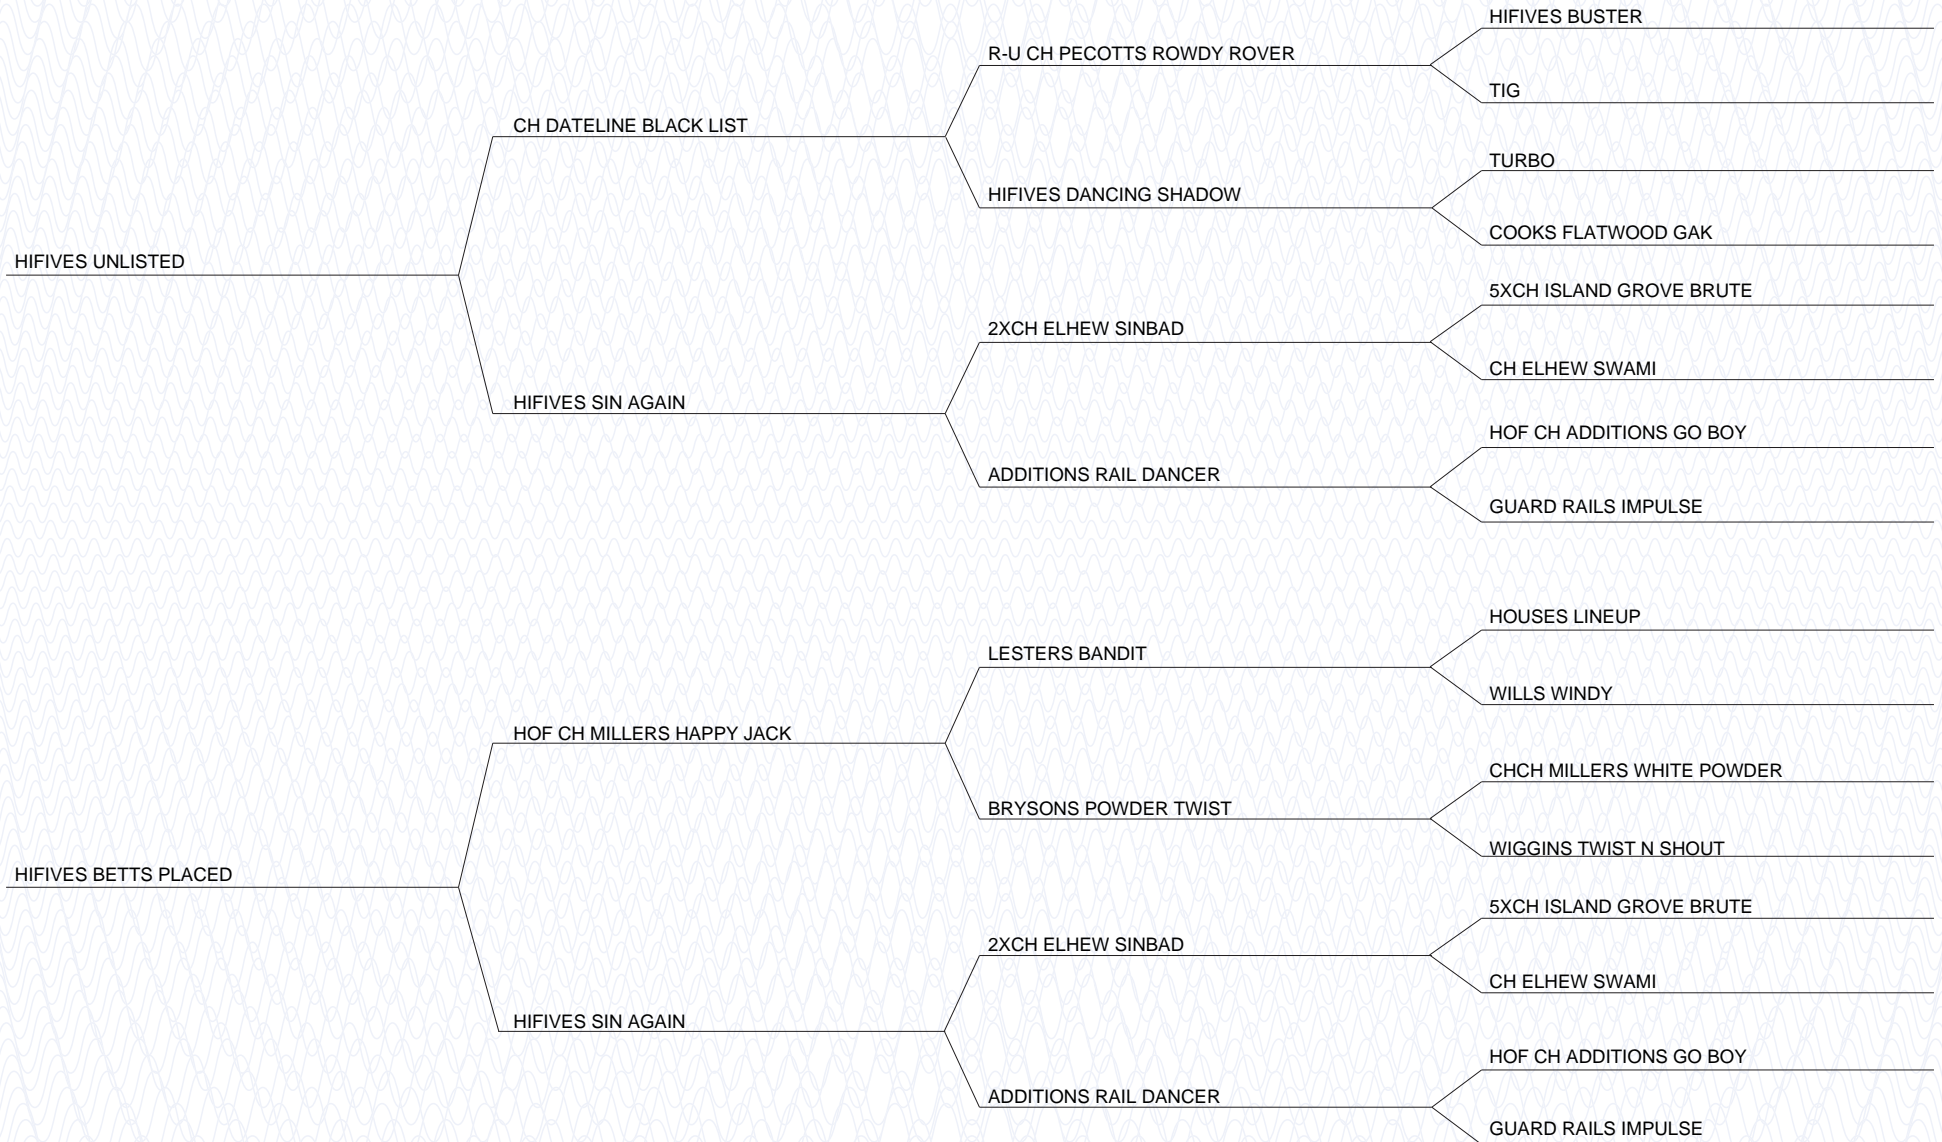 HIFIVES UNLISTED
CH DATELINE BLACK LIST
R-U CH PECOTTS ROWDY ROVER
HIFIVES BUSTER
TIG
HIFIVES DANCING SHADOW
TURBO
COOKS FLATWOOD GAK
HIFIVES SIN AGAIN
2XCH ELHEW SINBAD
5XCH ISLAND GROVE BRUTE
CH ELHEW SWAMI
ADDITIONS RAIL DANCER
HOF CH ADDITIONS GO BOY
GUARD RAILS IMPULSE
HIFIVES BETTS PLACED
HOF CH MILLERS HAPPY JACK
LESTERS BANDIT
HOUSES LINEUP
WILLS WINDY
BRYSONS POWDER TWIST
CHCH MILLERS WHITE POWDER
WIGGINS TWIST N SHOUT
HIFIVES SIN AGAIN
2XCH ELHEW SINBAD
5XCH ISLAND GROVE BRUTE
CH ELHEW SWAMI
ADDITIONS RAIL DANCER
HOF CH ADDITIONS GO BOY
GUARD RAILS IMPULSE